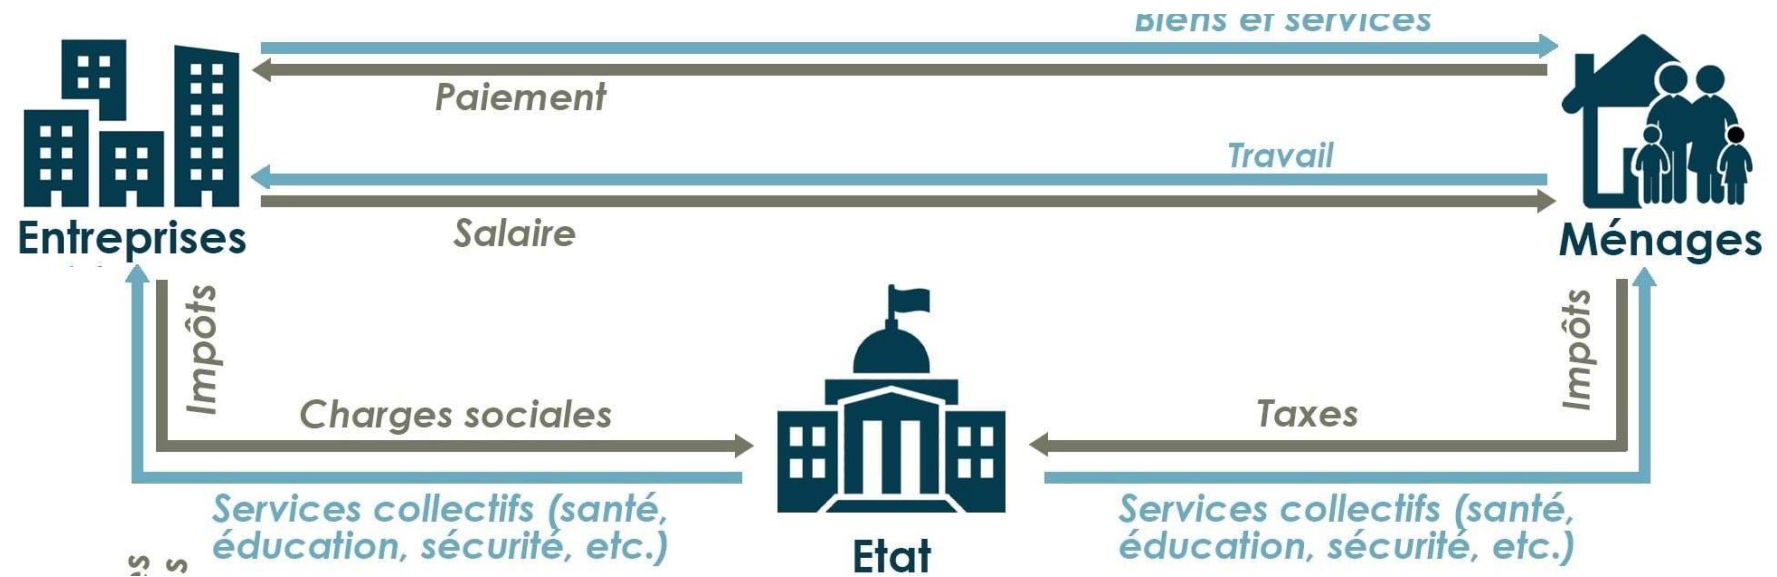 Biens et services
Paiement
Travail
Salaire
Entreprises
Ménages
Impôts
Impôts
Charges sociales
Taxes
Services collectifs (santé,
éducation, sécurité, etc.)
Services collectifs (santé,
éducation, sécurité, etc.)
Etat